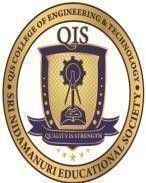 QIS COLLEGE OF ENGINEERING & TECHNOLOGY
QIS
QUALITY IS STRENGTH
SRI NIDAMANURI EDUCATIONAL SOCIETY